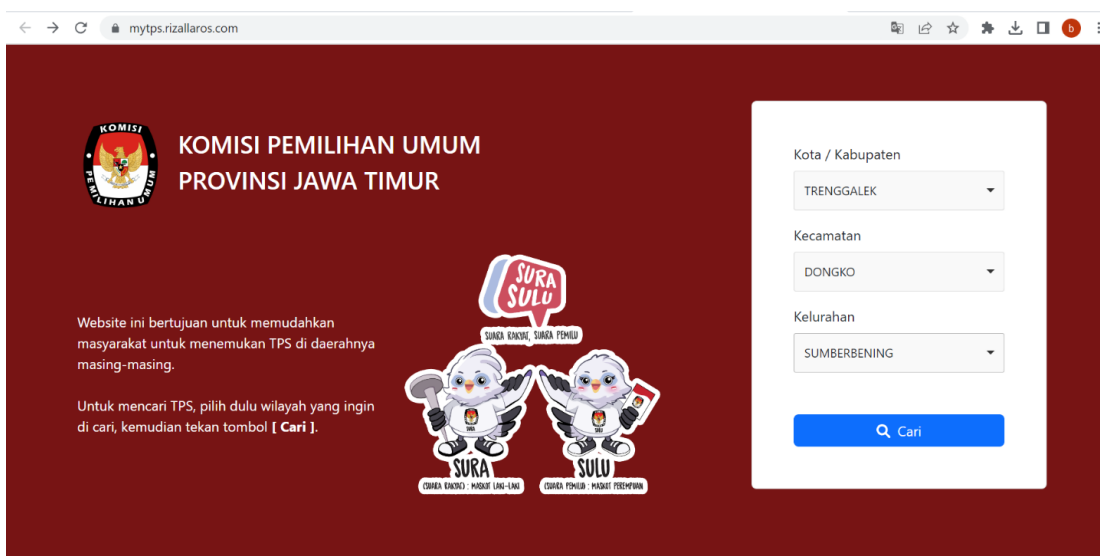 mytps.rizallaros.com
b
KOMISI
PEMILIHAN UMUM
KOMISI PEMILIHAN UMUM
PROVINSI JAWA TIMUR
Website ini bertujuan untuk memudahkan
masyarakat untuk menemukan TPS di daerahnya
masing-masing.
Untuk mencari TPS, pilih dulu wilayah yang ingin
di cari, kemudian tekan tombol [ Cari ].
SURA
SULU
SUARA RAKYAT, SUARA PEMILU
SURA
(SUARA RAKYAT) : MASKOT LAKI-LAKI
SULU
(SUARA PEMILU) : MASKOT PEREMPUAN
Kota / Kabupaten
TRENGGALEK
Kecamatan
DONGKO
Kelurahan
SUMBERBENING
Cari